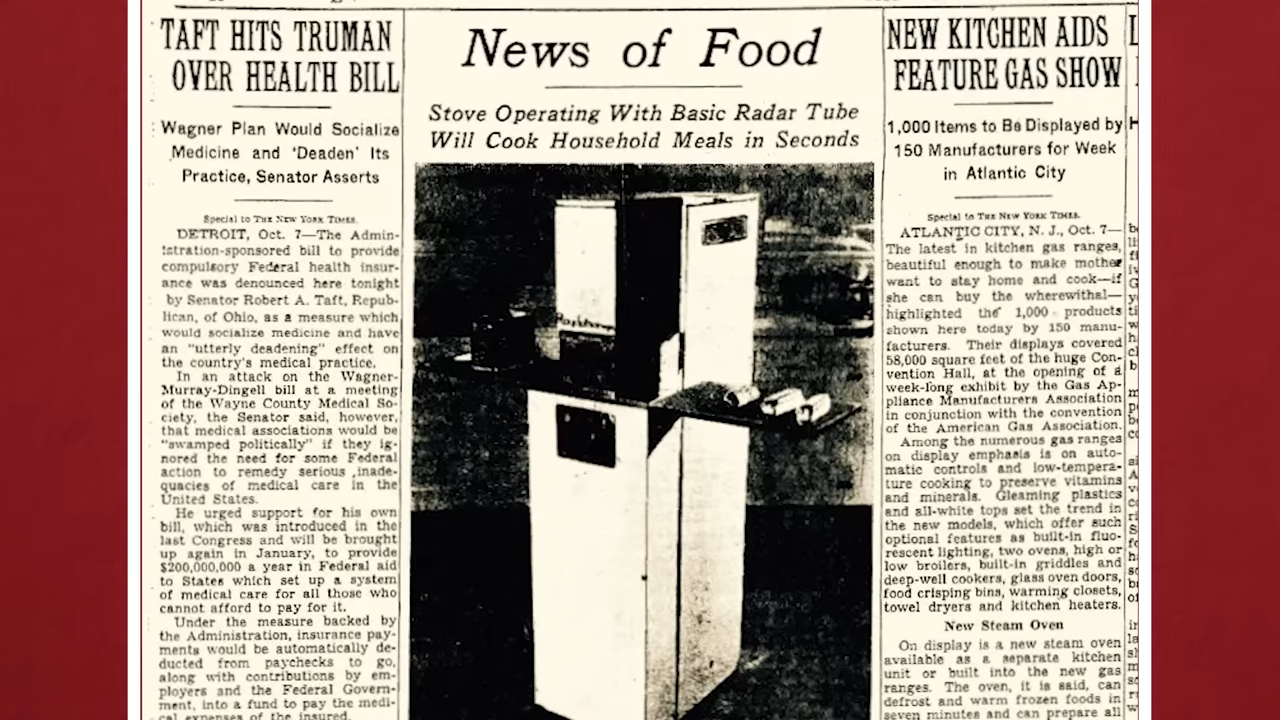 TAFT HITS TRUMAN
OVER HEALTH BILL
Wagner Plan Would Socialize
Medicine and 'Deaden' Its
Practice, Senator Asserts
Special to THE NEW YORK TIMES.
DETROIT, Oct. 7—The Admin-
istration-sponsored bill to provide
compulsory Federal health insur-
ance was denounced here tonight
by Senator Robert A. Taft, Repub-
lican, of Ohio, as a measure which
would socialize medicine and have
an "utterly deadening" effect on
the country's medical practice.
In an attack on the Wagner-
Murray-Dingell bill at a meeting
of the Wayne County Medical So-
ciety, the Senator said, however,
that medical associations would be
"swamped politically" if they ig-
nored the need for some Federal
action to remedy serious inade-
quacies of medical care in the
United States.
He urged support for his own
bill, which was introduced in the
last Congress and will be brought
up again in January, to provide
$200,000,000 a year in Federal aid
to States which set up a system
of medical care for all those who
cannot afford to pay for it.
Under the measure backed by
the Administration, insurance pay-
ments would be automatically de-
ducted from paychecks to go,
along with contributions by em-
ployers and the Federal Govern-
ment, into a fund to pay the medi-
cal expenses of the insured.
News of Food
Stove Operating With Basic Radar Tube
Will Cook Household Meals in Seconds
NEW KITCHEN AIDS
FEATURE GAS SHOW
1,000 Items to Be Displayed by
150 Manufacturers for Week
in Atlantic City
Special to THE NEW YORK TIMES.
ATLANTIC CITY, N. J., Oct. 7—
The latest in kitchen gas ranges,
beautiful enough to make mother
want to stay home and cook—if
she can buy the wherewithal—
highlighted the 1,000 products
shown here today by 150 manu-
facturers. Their displays covered
58,000 square feet of the huge Con-
vention Hall, at the opening of a
week-long exhibit by the Gas Ap-
pliance Manufacturers Association
in conjunction with the convention
of the American Gas Association.
Among the numerous gas ranges
on display emphasis is on auto-
matic controls and low-tempera-
ture cooking to preserve vitamins
and minerals. Gleaming plastics
and all-white tops set the trend in
the new models, which offer such
optional features as built-in fluo-
rescent lighting, two ovens, high or
low broilers, built-in griddles and
deep-well cookers, glass oven doors,
food crisping bins, warming closets,
towel dryers and kitchen heaters.
New Steam Oven
On display is a new steam oven
available as a separate kitchen
unit or built into the new gas
ranges. The oven, it is said, can
defrost and warm frozen foods in
seven minutes and can prepare all